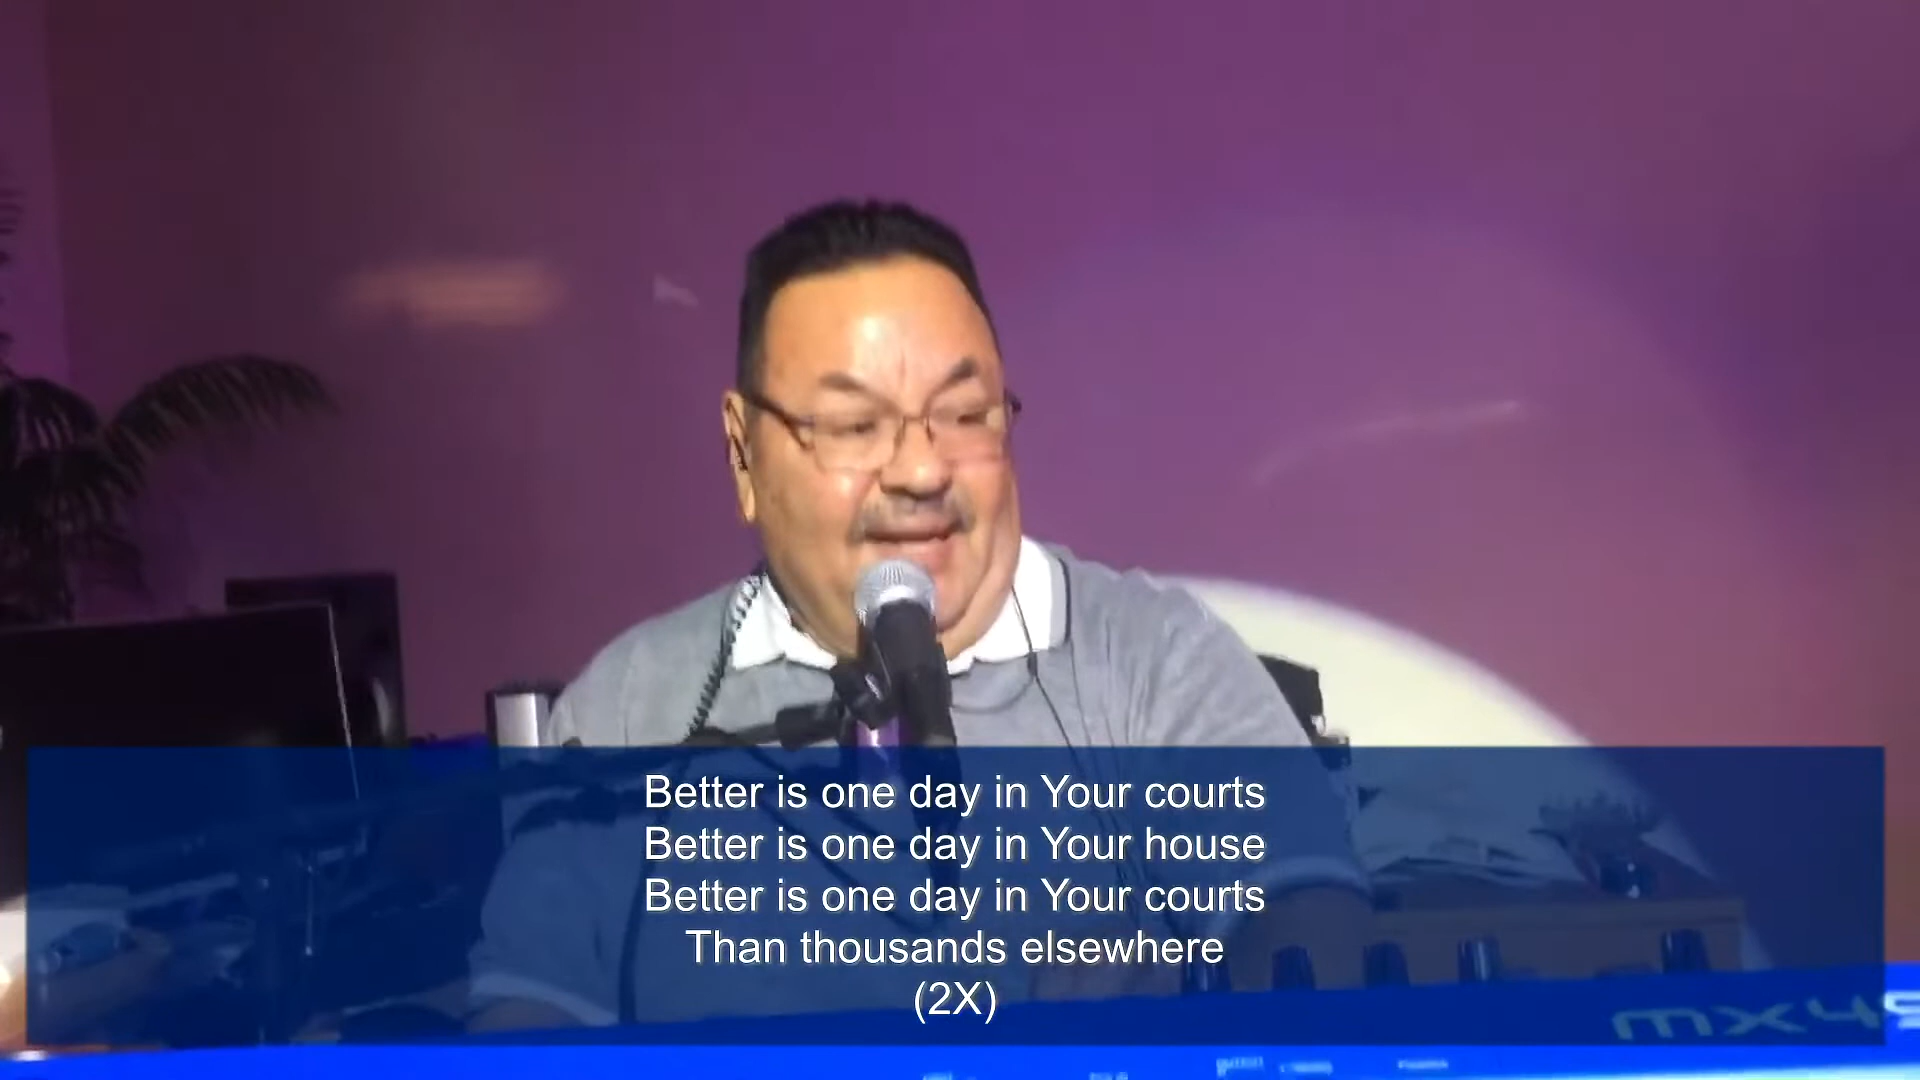 Better is one day in Your courts
Better is one day in Your house
Better is one day in Your courts
Than thousands elsewhere
(2X)
mx49